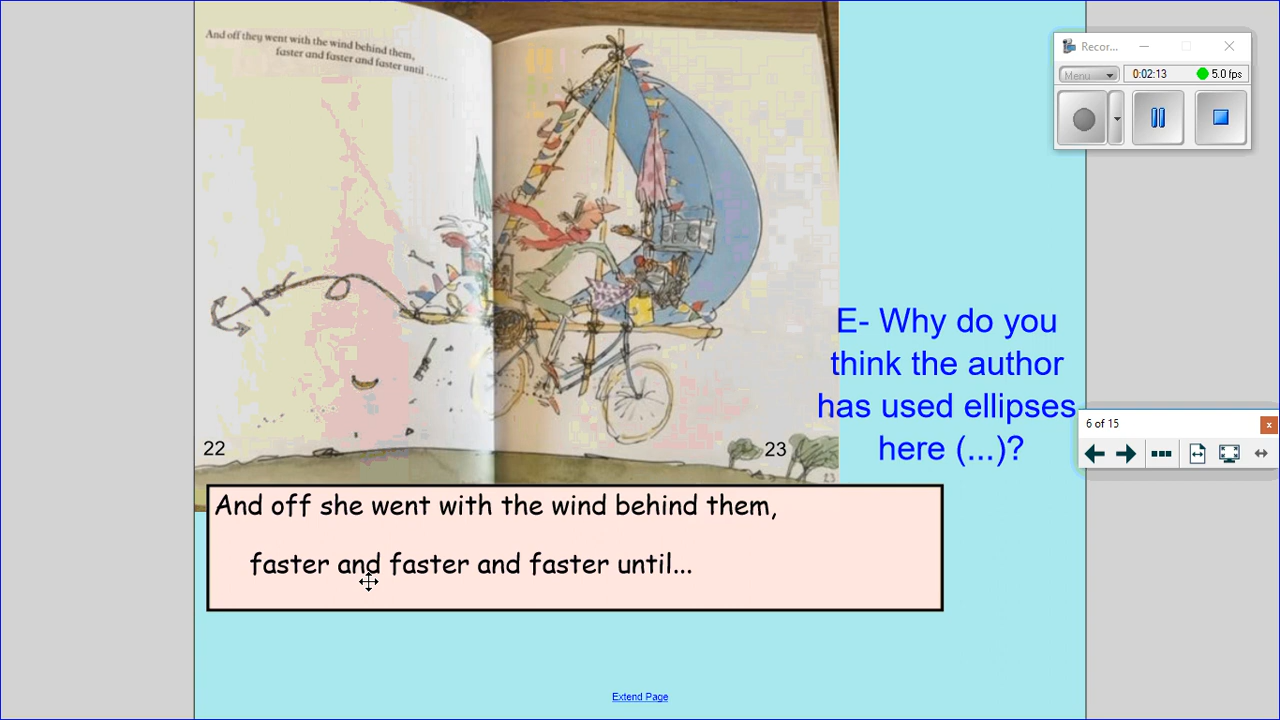 And off they went with the wind behind them,
faster and faster and faster until ......
22
23
23
And off she went with the wind behind them,
faster and faster and faster until...
E- Why do you
think the author
has used ellipses
here (...)?
Extend Page
Recor...
Menu
0:02:13
5.0 fps
6 of 15